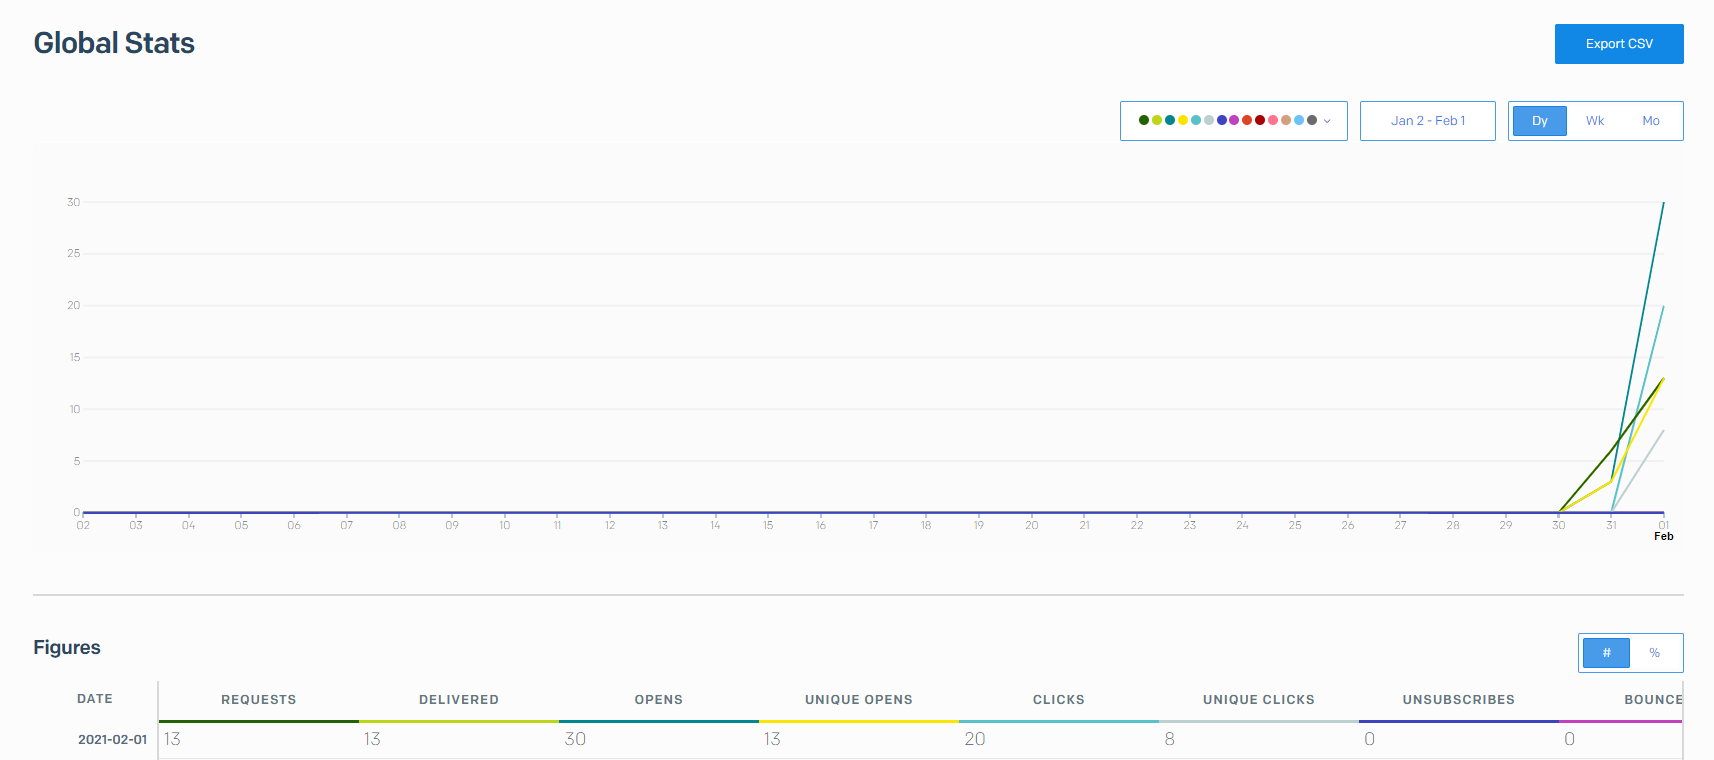 Global Stats
Export CSV
Jan 2 - Feb 1
Dy Wk Mo
30
25
20
15
10
5
0
02 03 04 05 06 07 08 09 10 11 12 13 14 15 16 17 18 19 20 21 22 23 24 25 26 27 28 29 30 31 01
Feb
Figures
# %
DATE REQUESTS DELIVERED OPENS UNIQUE OPENS CLICKS UNIQUE CLICKS UNSUBSCRIBES BOUNCE
2021-02-01 13 13 30 13 20 8 0 0